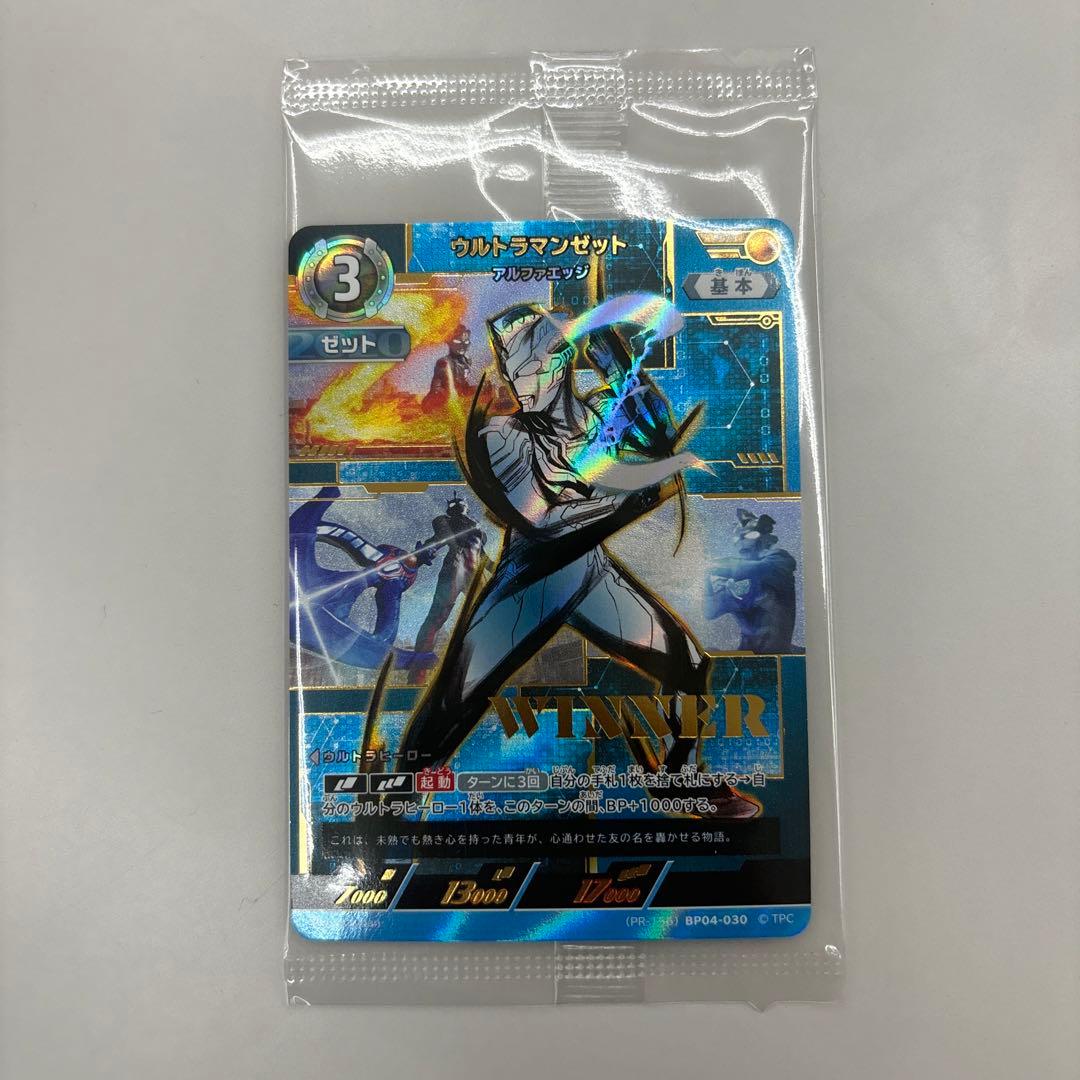 ウルトラマンゼット
アルファエッジ
3
基本
ゼット
WINNER
ウルトラヒーロー
起動 ターンに3回 自分の手札1枚を捨て札にする→自
分のウルトラヒーロー1体を、このターンの間、BP+1000する。
これは、未熟でも熱き心を持った青年が、心通わせた友の名を轟かせる物語。
7000 13000 17000
BP04-030 © TPC